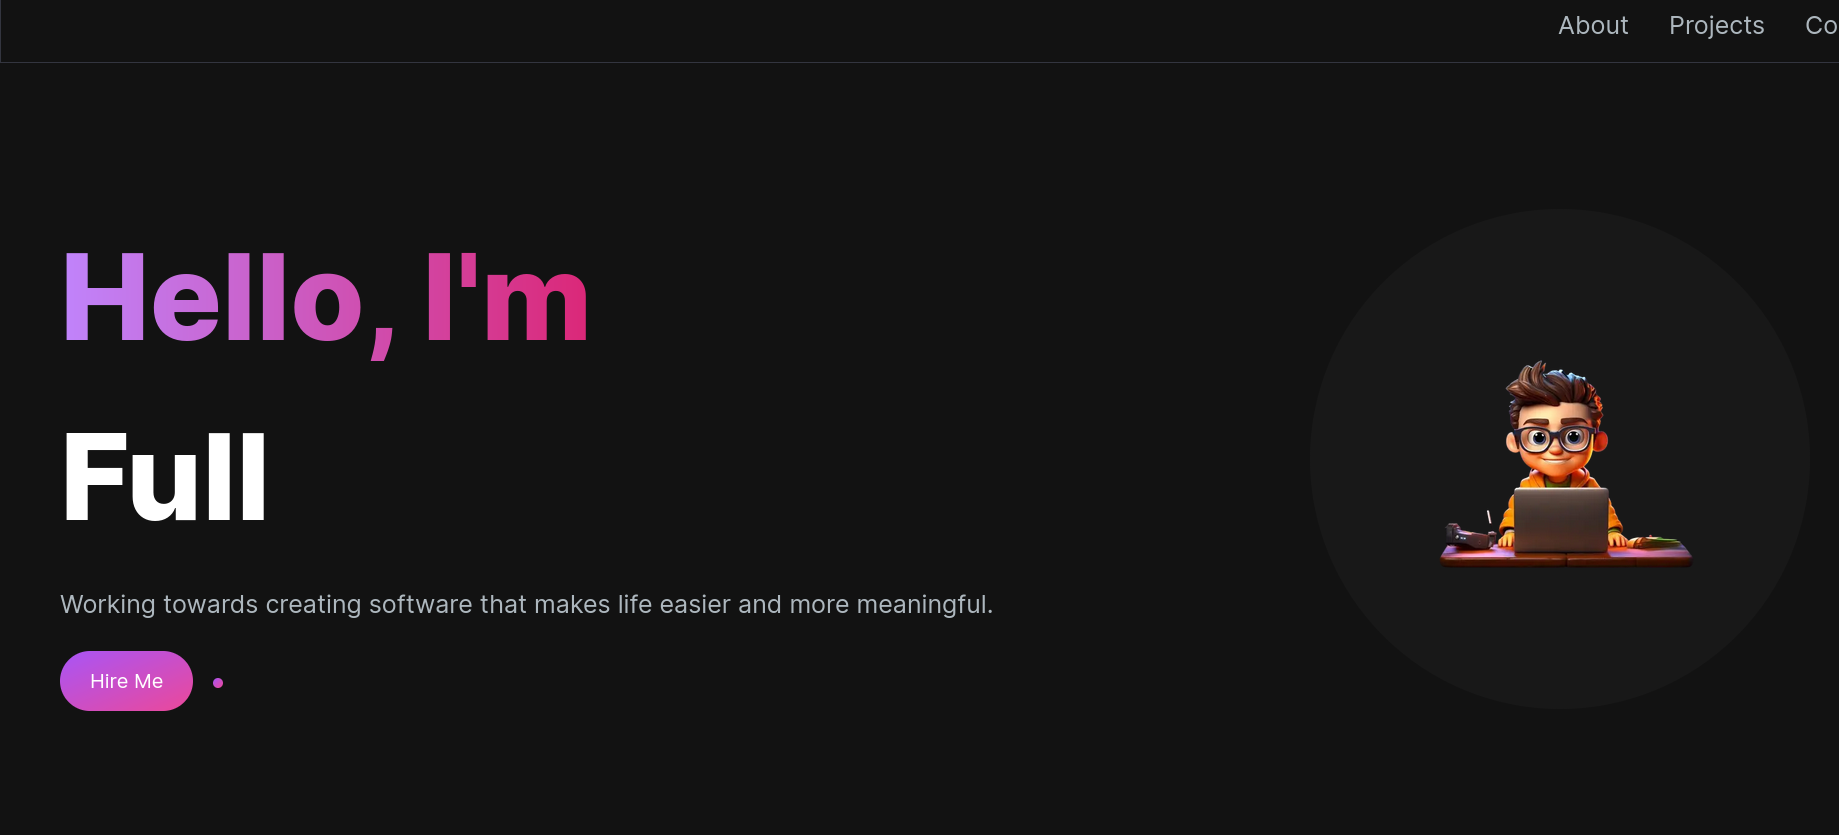 About Projects Co
Hello, I'm
Full
Working towards creating software that makes life easier and more meaningful.
Hire Me